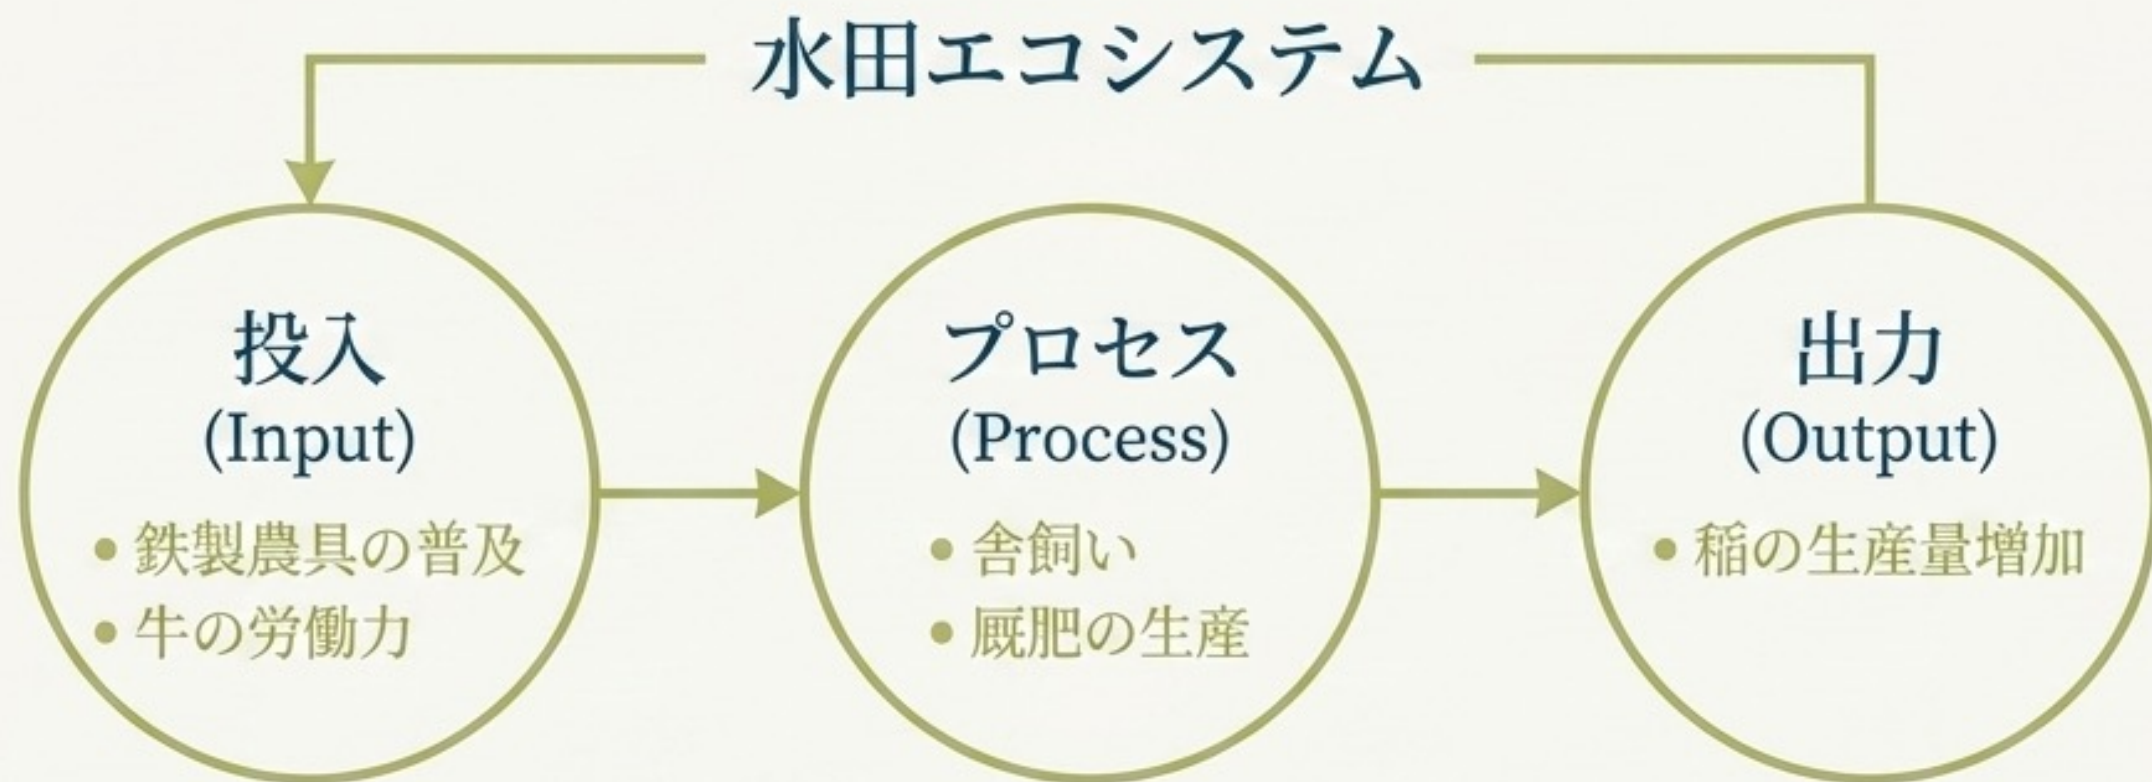 水田エコシステム
投入
(Input)
• 鉄製農具の普及
• 牛の労働力
プロセス
(Process)
• 舎飼い
• 厩肥の生産
出力
(Output)
• 稲の生産量増加